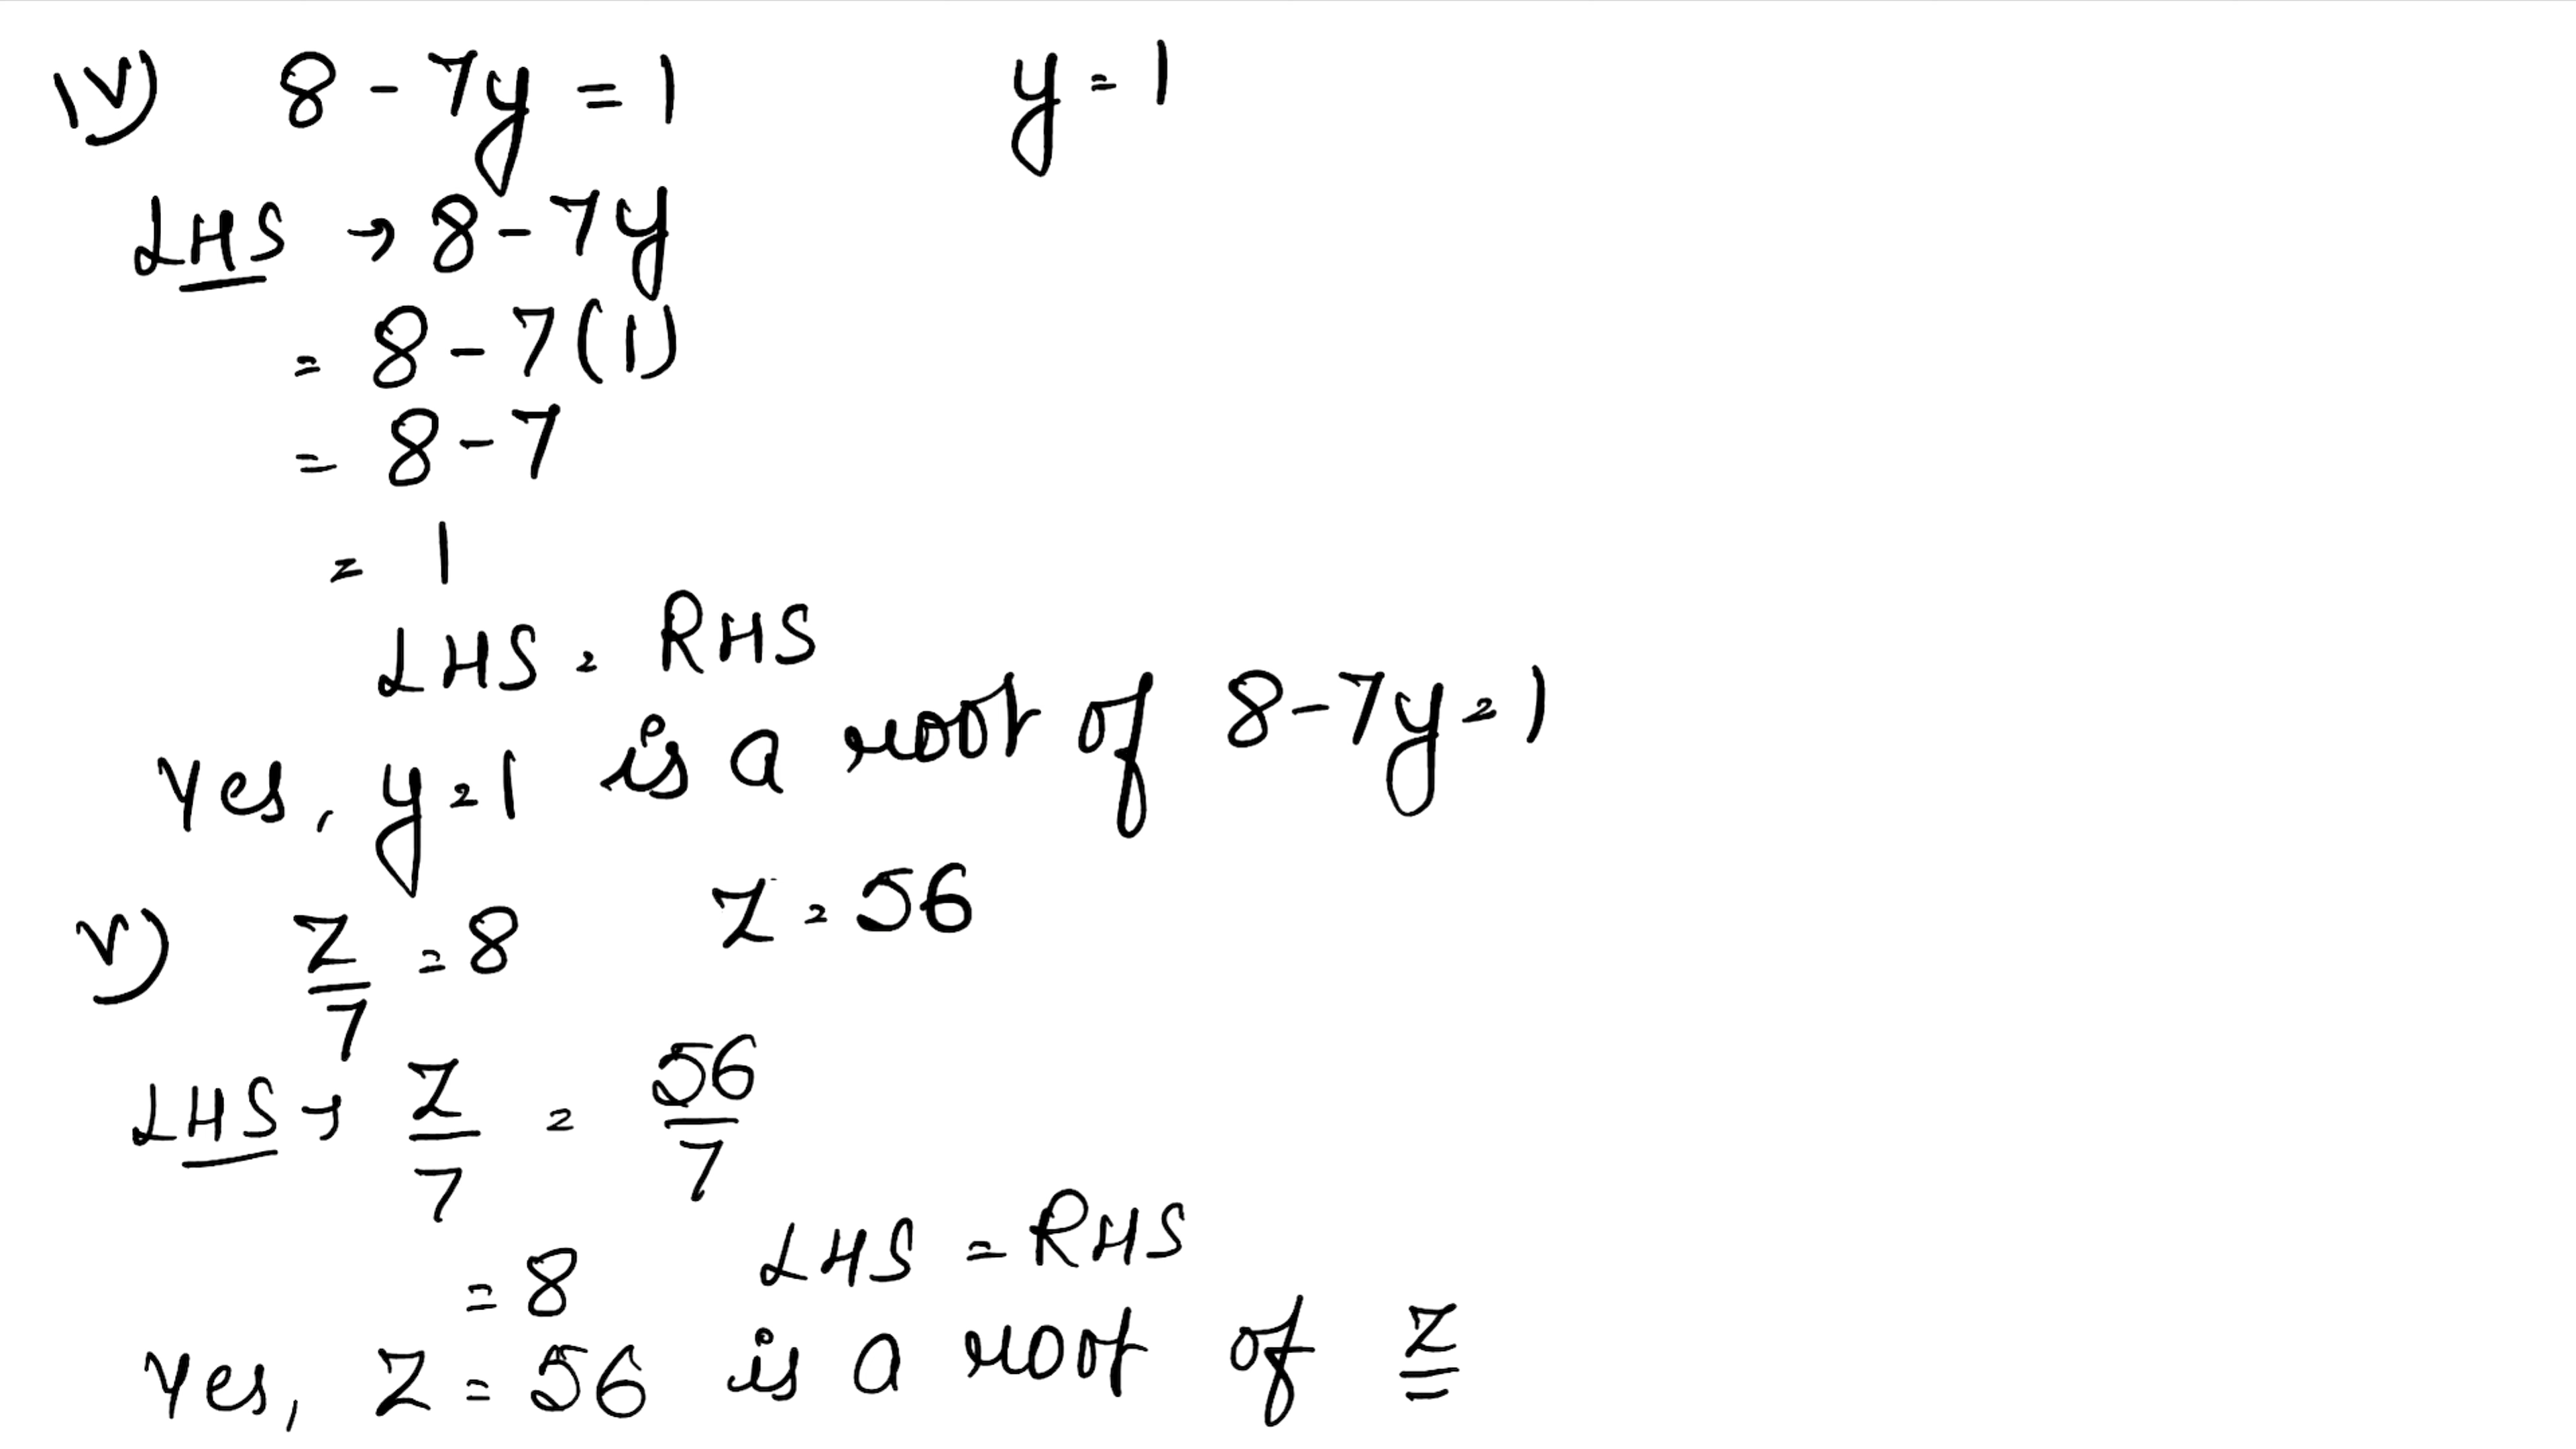 iv) 8 - 7y = 1 y = 1
LHS → 8 - 7y
= 8 - 7(1)
= 8 - 7
= 1
LHS = RHS
Yes, y = 1 is a root of 8 - 7y = 1
v) z/7 = 8 z = 56
LHS → z/7 = 56/7
= 8 LHS = RHS
Yes, z = 56 is a root of z